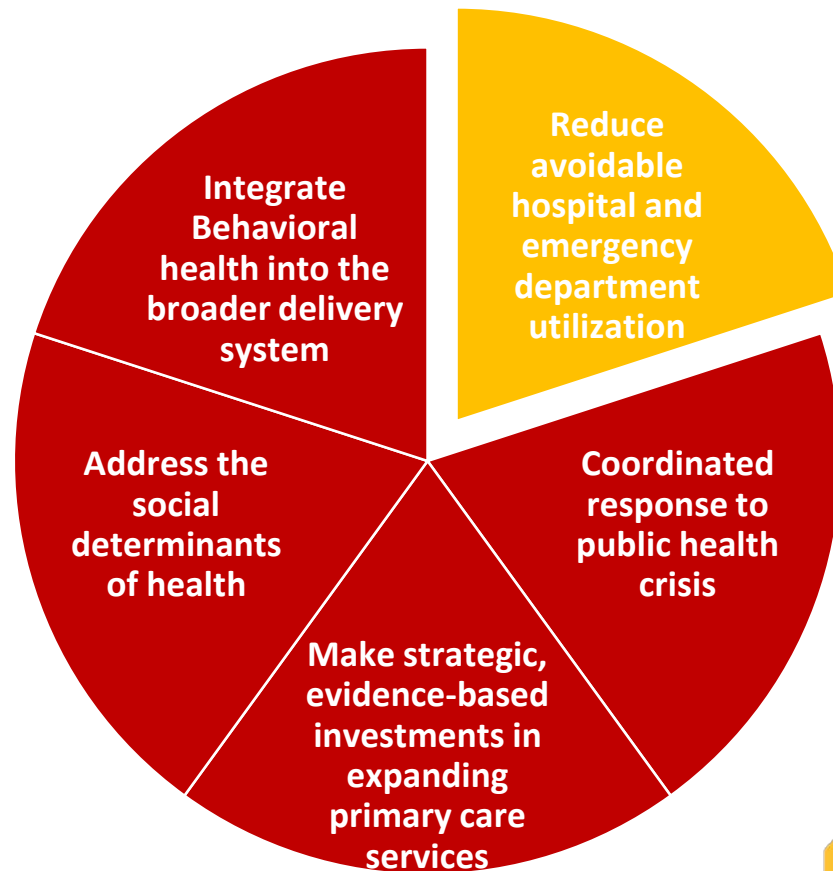 Reduce
avoidable
hospital and
emergency
department
utilization
Coordinated
response to
public health
crisis
Make strategic,
evidence-based
investments in
expanding
primary care
services
Address the
social
determinants
of health
Integrate
Behavioral
health into the
broader delivery
system